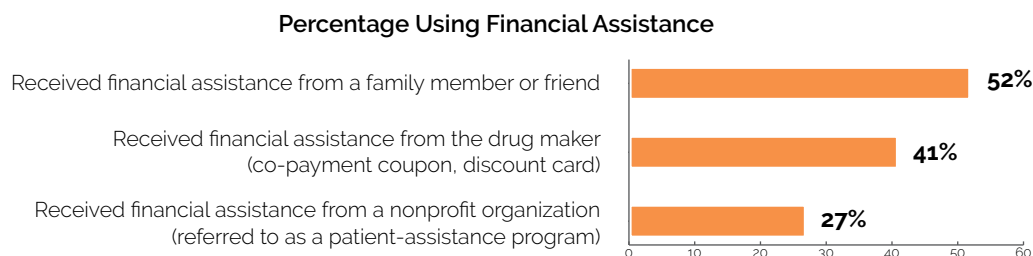 Percentage Using Financial Assistance
Received financial assistance from a family member or friend
52%
Received financial assistance from the drug maker
(co-payment coupon, discount card)
41%
Received financial assistance from a nonprofit organization
(referred to as a patient-assistance program)
27%
0 10 20 30 40 50 60